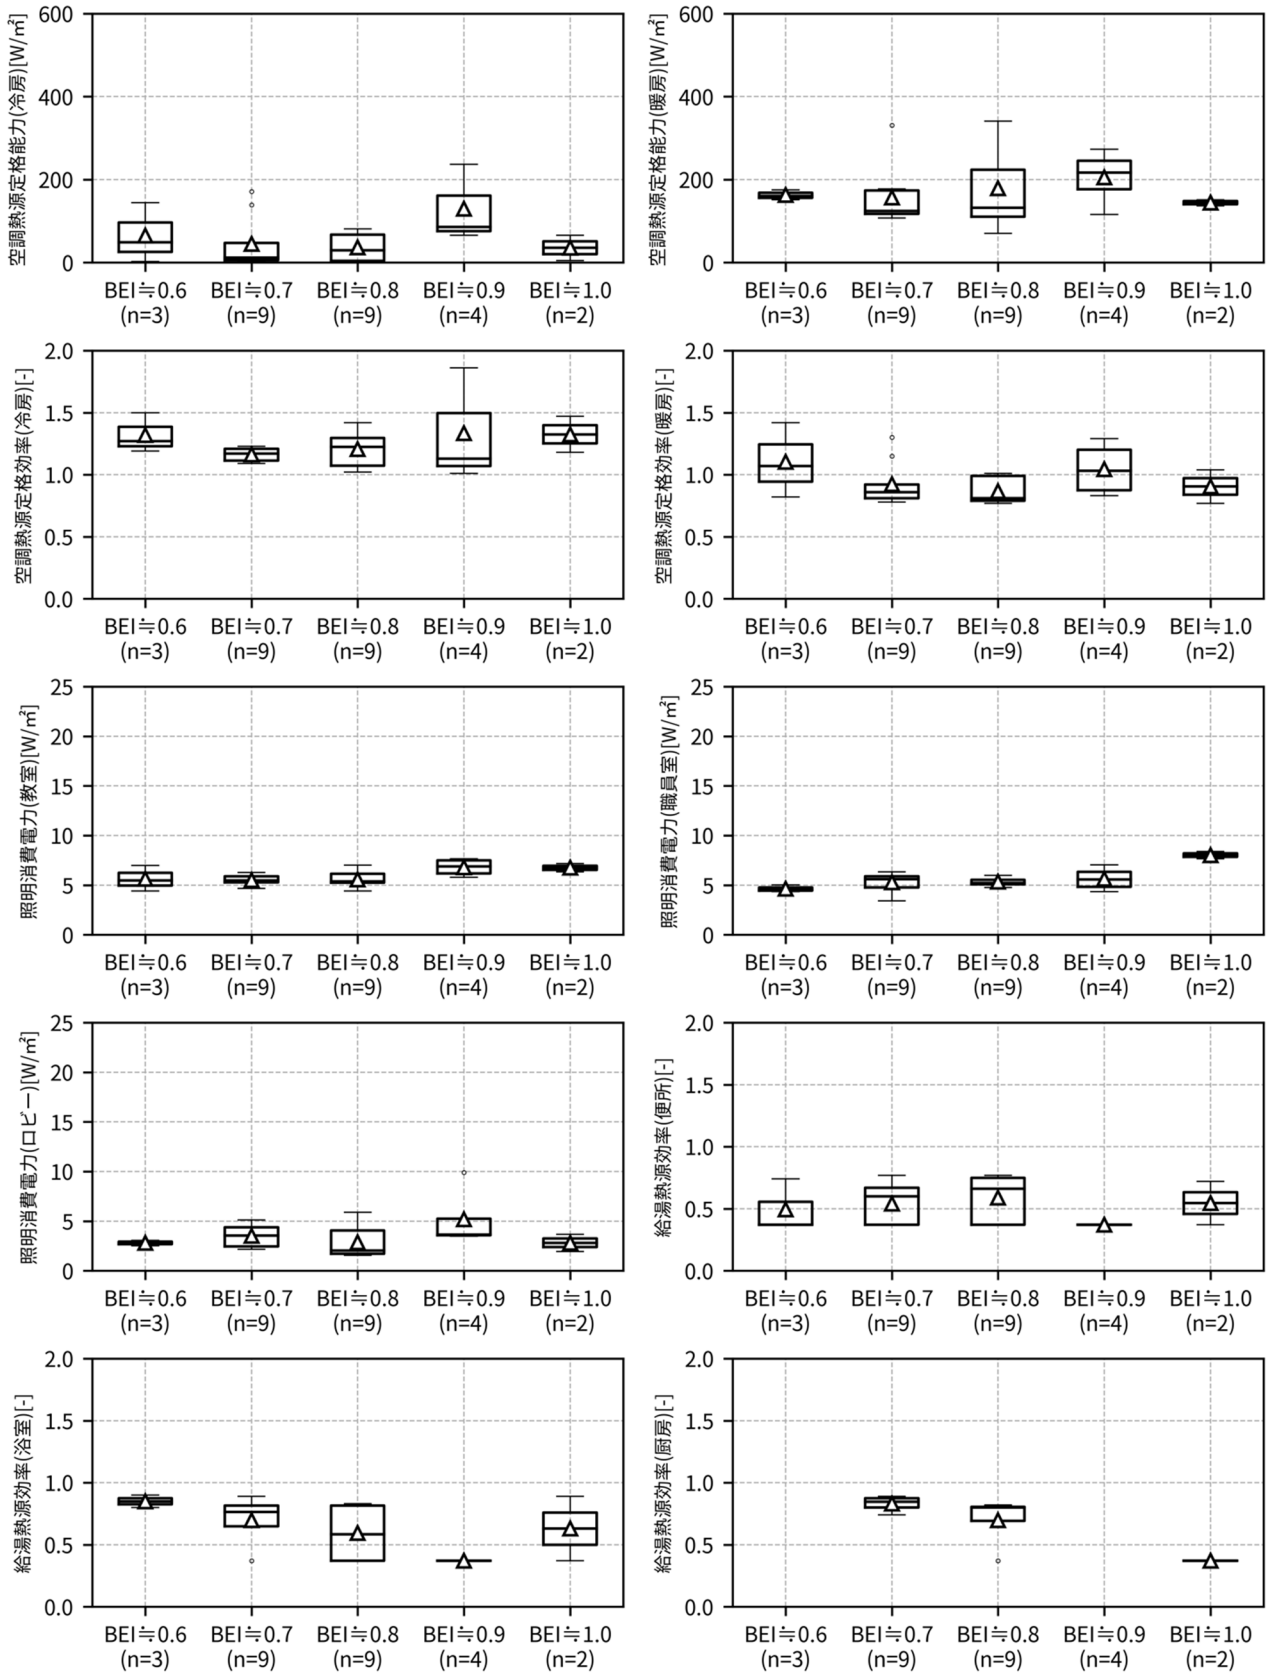 空調熱源定格能力(冷房)[W/㎡]
600
400
200
0
BEI≒0.6 BEI≒0.7 BEI≒0.8 BEI≒0.9 BEI≒1.0
(n=3) (n=9) (n=9) (n=4) (n=2)
空調熱源定格能力(暖房)[W/㎡]
600
400
200
0
BEI≒0.6 BEI≒0.7 BEI≒0.8 BEI≒0.9 BEI≒1.0
(n=3) (n=9) (n=9) (n=4) (n=2)
空調熱源定格効率(冷房)[-]
2.0
1.5
1.0
0.5
0.0
BEI≒0.6 BEI≒0.7 BEI≒0.8 BEI≒0.9 BEI≒1.0
(n=3) (n=9) (n=9) (n=4) (n=2)
空調熱源定格効率(暖房)[-]
2.0
1.5
1.0
0.5
0.0
BEI≒0.6 BEI≒0.7 BEI≒0.8 BEI≒0.9 BEI≒1.0
(n=3) (n=9) (n=9) (n=4) (n=2)
照明消費電力(教室)[W/㎡]
25
20
15
10
5
0
BEI≒0.6 BEI≒0.7 BEI≒0.8 BEI≒0.9 BEI≒1.0
(n=3) (n=9) (n=9) (n=4) (n=2)
照明消費電力(職員室)[W/㎡]
25
20
15
10
5
0
BEI≒0.6 BEI≒0.7 BEI≒0.8 BEI≒0.9 BEI≒1.0
(n=3) (n=9) (n=9) (n=4) (n=2)
照明消費電力(ロビー)[W/㎡]
25
20
15
10
5
0
BEI≒0.6 BEI≒0.7 BEI≒0.8 BEI≒0.9 BEI≒1.0
(n=3) (n=9) (n=9) (n=4) (n=2)
給湯熱源効率(便所)[-]
2.0
1.5
1.0
0.5
0.0
BEI≒0.6 BEI≒0.7 BEI≒0.8 BEI≒0.9 BEI≒1.0
(n=3) (n=9) (n=9) (n=4) (n=2)
給湯熱源効率(浴室)[-]
2.0
1.5
1.0
0.5
0.0
BEI≒0.6 BEI≒0.7 BEI≒0.8 BEI≒0.9 BEI≒1.0
(n=3) (n=9) (n=9) (n=4) (n=2)
給湯熱源効率(厨房)[-]
2.0
1.5
1.0
0.5
0.0
BEI≒0.6 BEI≒0.7 BEI≒0.8 BEI≒0.9 BEI≒1.0
(n=3) (n=9) (n=9) (n=4) (n=2)